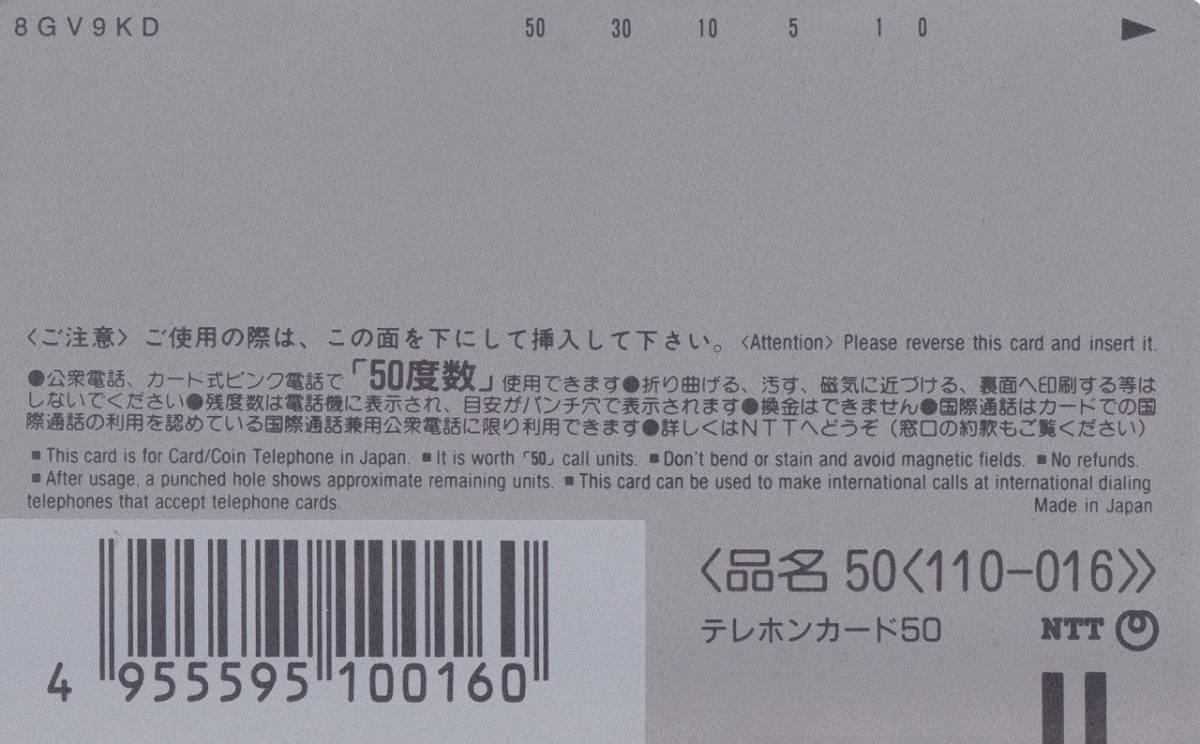 8GV9KD 50 30 10 5 1 0 ▶
〈ご注意〉ご使用の際は、この面を下にして挿入して下さい。〈Attention〉 Please reverse this card and insert it.
●公衆電話、カード式ピンク電話で「50度数」使用できます●折り曲げる、汚す、磁気に近づける、裏面へ印刷する等は
しないでください●残度数は電話機に表示され、目安がパンチ穴で表示されます●換金はできません●国際通話はカードでの国
際通話の利用を認めている国際通話兼用公衆電話に限り利用できます●詳しくはNTTへどうぞ（窓口の約款もご覧ください）
■ This card is for Card/Coin Telephone in Japan. ■ It is worth「50」call units. ■ Don't bend or stain and avoid magnetic fields. ■ No refunds.
■ After usage, a punched hole shows approximate remaining units. ■ This card can be used to make international calls at international dialing
telephones that accept telephone cards. Made in Japan
〈品名 50〈110-016〉〉
テレホンカード50 NTT
4 955595 100160